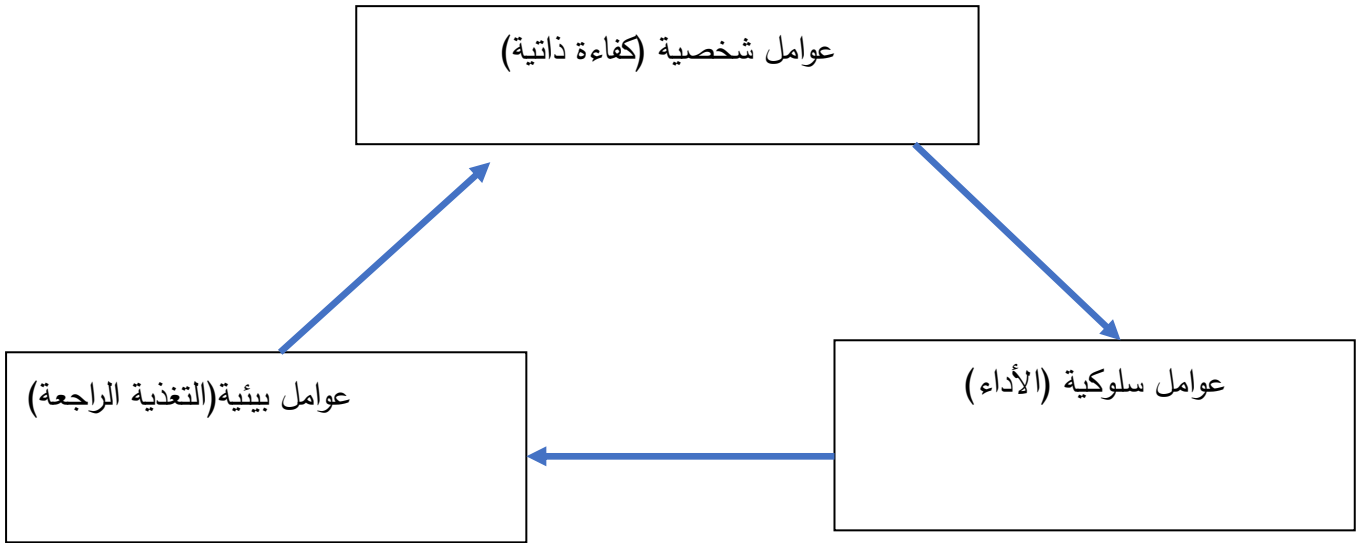 عوامل شخصية (كفاءة ذاتية)
عوامل سلوكية (الأداء)
عوامل بيئية(التغذية الراجعة)